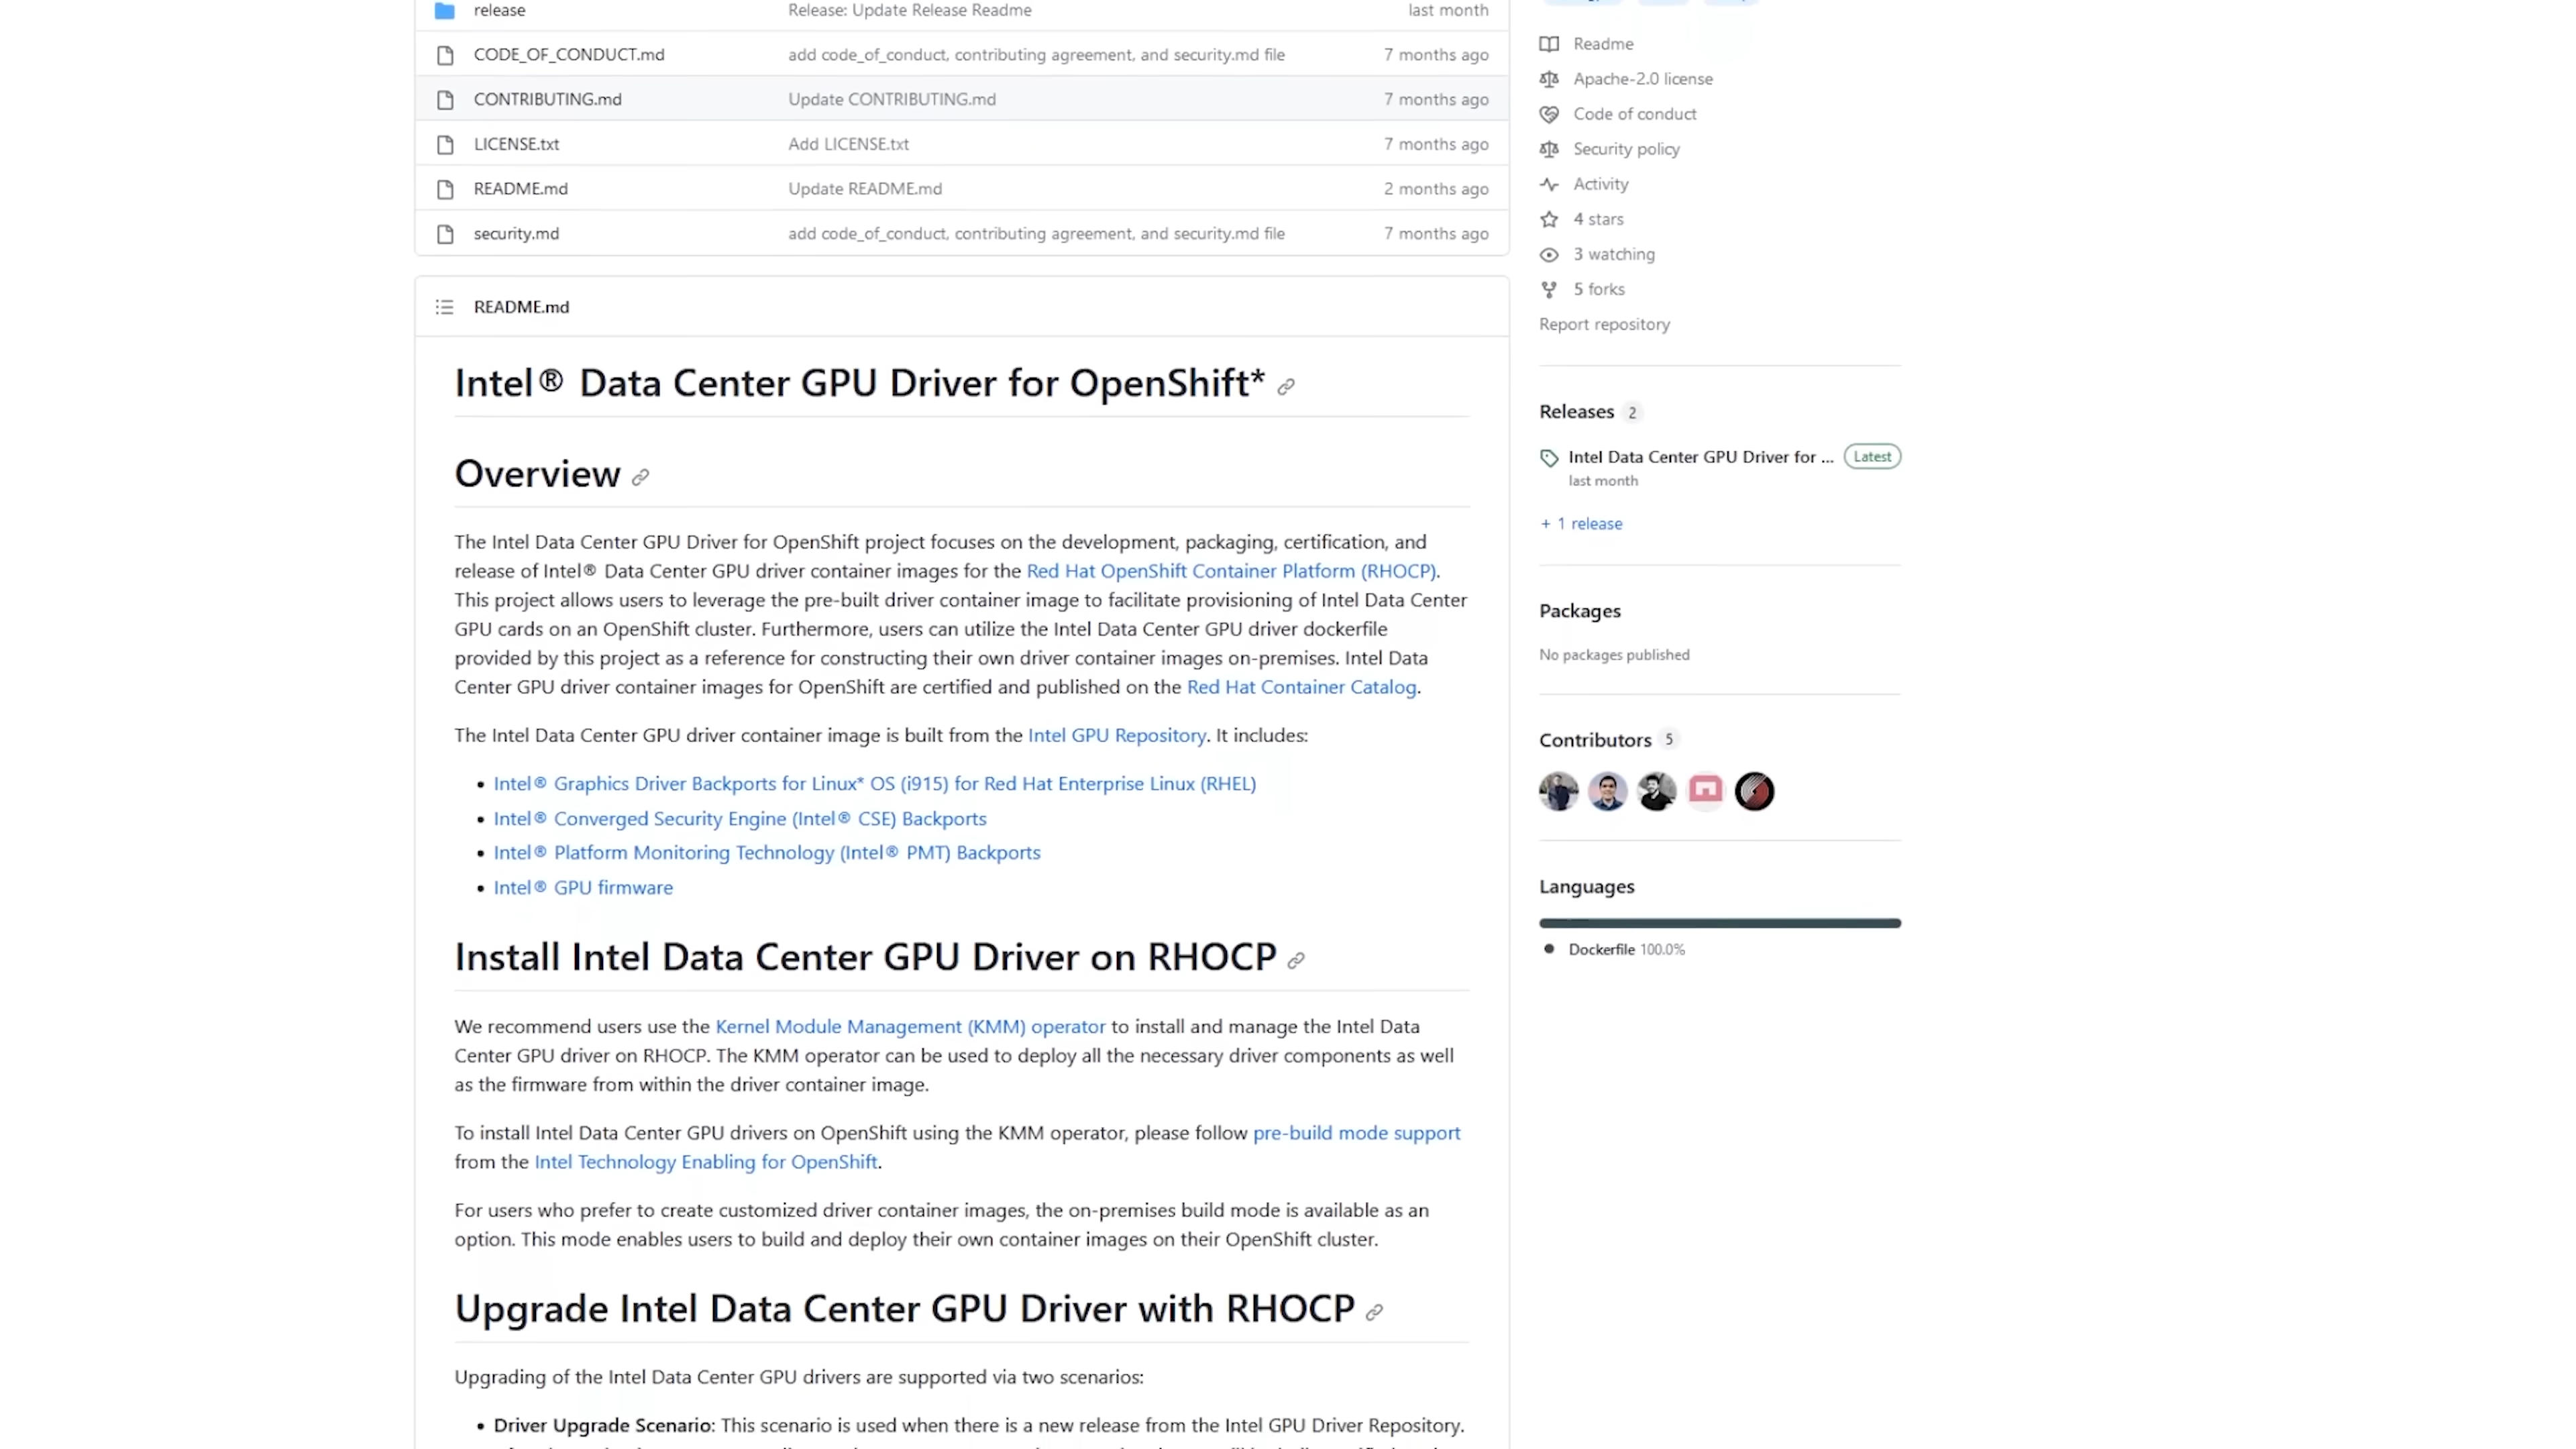 release Release: Update Release Readme last month
CODE_OF_CONDUCT.md add code_of_conduct, contributing agreement, and security.md file 7 months ago
CONTRIBUTING.md Update CONTRIBUTING.md 7 months ago
LICENSE.txt Add LICENSE.txt 7 months ago
README.md Update README.md 2 months ago
security.md add code_of_conduct, contributing agreement, and security.md file 7 months ago
README.md
Intel® Data Center GPU Driver for OpenShift*
Overview
The Intel Data Center GPU Driver for OpenShift project focuses on the development, packaging, certification, and
release of Intel® Data Center GPU driver container images for the Red Hat OpenShift Container Platform (RHOCP).
This project allows users to leverage the pre-built driver container image to facilitate provisioning of Intel Data Center
GPU cards on an OpenShift cluster. Furthermore, users can utilize the Intel Data Center GPU driver dockerfile
provided by this project as a reference for constructing their own driver container images on-premises. Intel Data
Center GPU driver container images for OpenShift are certified and published on the Red Hat Container Catalog.
The Intel Data Center GPU driver container image is built from the Intel GPU Repository. It includes:
• Intel® Graphics Driver Backports for Linux* OS (i915) for Red Hat Enterprise Linux (RHEL)
• Intel® Converged Security Engine (Intel® CSE) Backports
• Intel® Platform Monitoring Technology (Intel® PMT) Backports
• Intel® GPU firmware
Install Intel Data Center GPU Driver on RHOCP
We recommend users use the Kernel Module Management (KMM) operator to install and manage the Intel Data
Center GPU driver on RHOCP. The KMM operator can be used to deploy all the necessary driver components as well
as the firmware from within the driver container image.
To install Intel Data Center GPU drivers on OpenShift using the KMM operator, please follow pre-build mode support
from the Intel Technology Enabling for OpenShift.
For users who prefer to create customized driver container images, the on-premises build mode is available as an
option. This mode enables users to build and deploy their own container images on their OpenShift cluster.
Upgrade Intel Data Center GPU Driver with RHOCP
Upgrading of the Intel Data Center GPU drivers are supported via two scenarios:
• Driver Upgrade Scenario: This scenario is used when there is a new release from the Intel GPU Driver Repository.
Readme
Apache-2.0 license
Code of conduct
Security policy
Activity
4 stars
3 watching
5 forks
Report repository
Releases 2
Intel Data Center GPU Driver for ... Latest
last month
+ 1 release
Packages
No packages published
Contributors 5
Languages
Dockerfile 100.0%